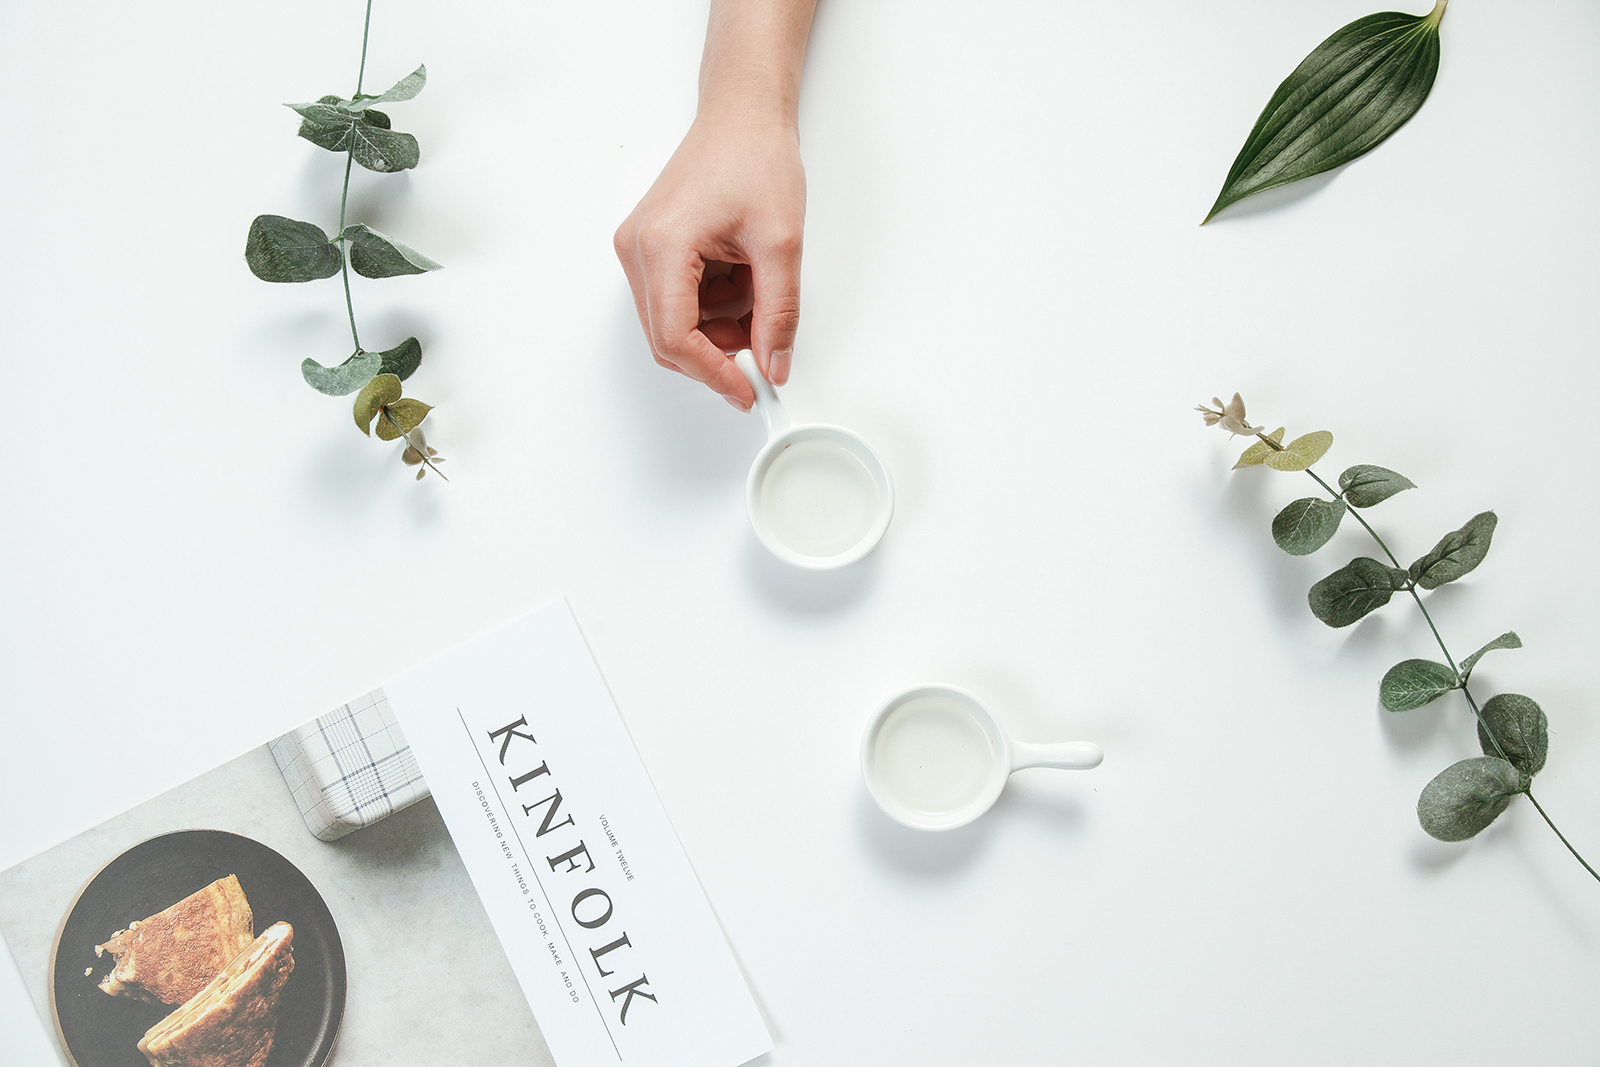 VOLUME TWELVE
KINFOLK
DISCOVERING NEW THINGS TO COOK, MAKE AND DO